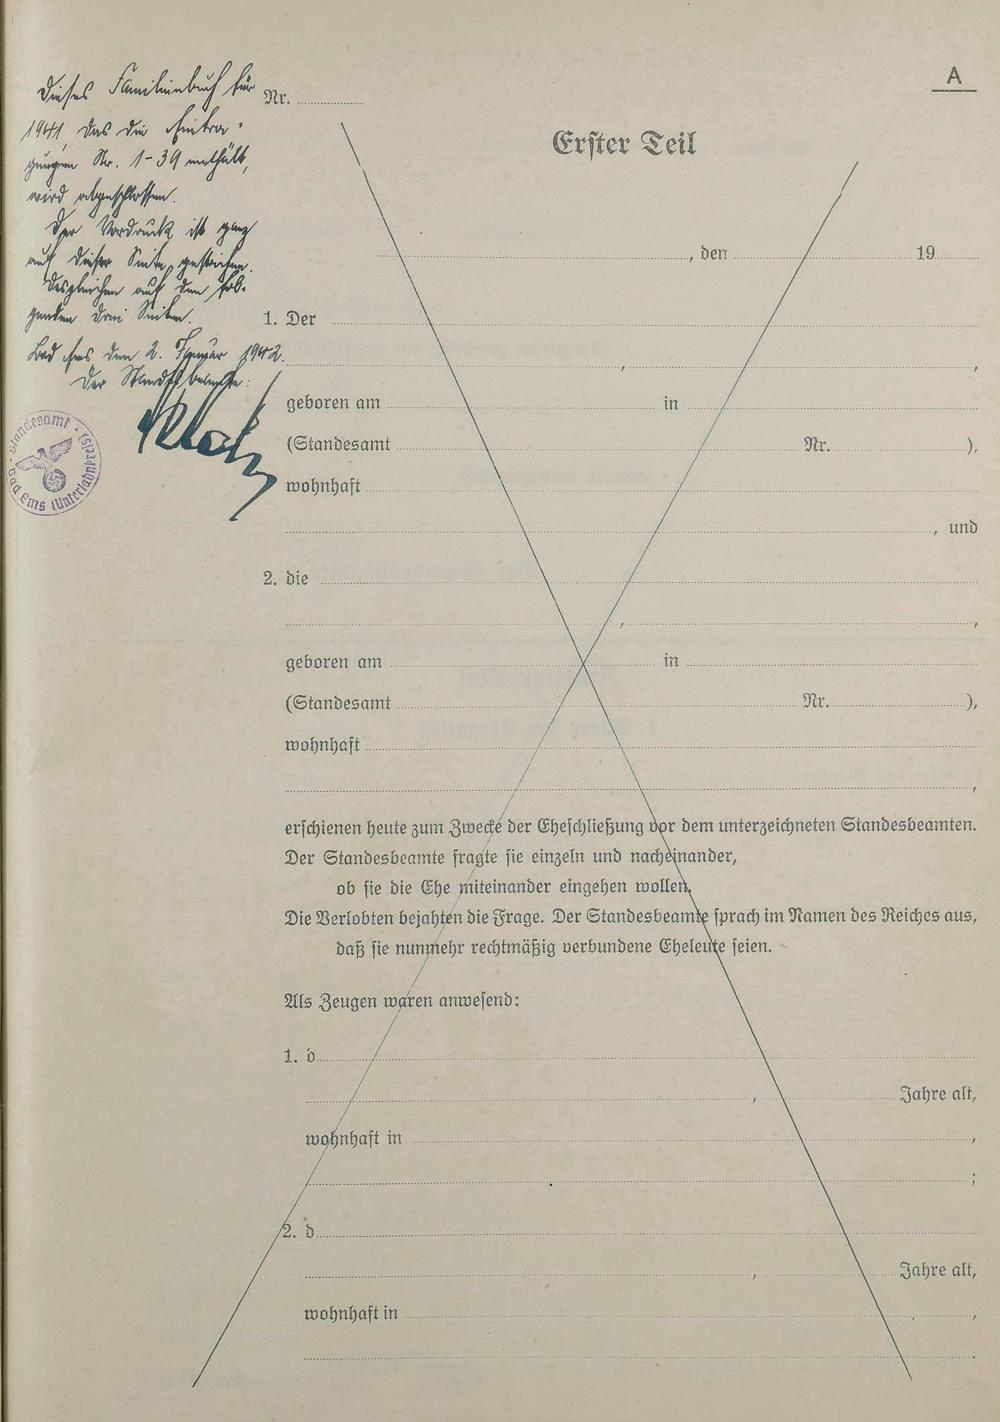 A
Dieses Familienbuch für
1941, das die Eintra-
gungen Nr. 1-39 enthält,
wird abgeschlossen.
Der Vordruck ist ganz
auf dieser Seite gestrichen.
Desgleichen auf den fol-
genden drei Seiten.
Bad Ems den 2. Januar 1942.
Der Standesbeamte:
Standesamt
Bad Ems (Unterlahnkreis)
Nr.
Erster Teil
, den 19
1. Der
, ,
geboren am in
(Standesamt Nr. ),
wohnhaft
, und
2. die
, ,
geboren am in
(Standesamt Nr. ),
wohnhaft
,
erschienen heute zum Zwecke der Eheschließung vor dem unterzeichneten Standesbeamten.
Der Standesbeamte fragte sie einzeln und nacheinander,
ob sie die Ehe miteinander eingehen wollen.
Die Verlobten bejahten die Frage. Der Standesbeamte sprach im Namen des Reiches aus,
daß sie nunmehr rechtmäßig verbundene Eheleute seien.
Als Zeugen waren anwesend:
1. d
, Jahre alt,
wohnhaft in ,
;
2. d
, Jahre alt,
wohnhaft in ,
.